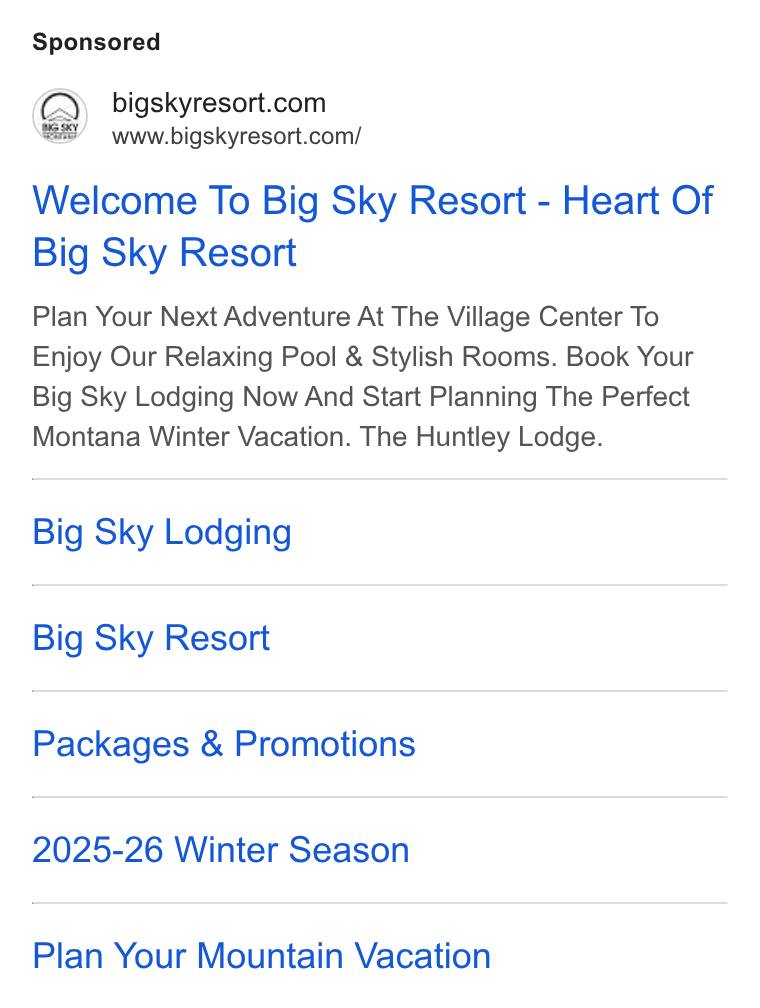 Sponsored
bigskyresort.com
BIG SKY
www.bigskyresort.com/
Welcome To Big Sky Resort - Heart Of
Big Sky Resort
Plan Your Next Adventure At The Village Center To
Enjoy Our Relaxing Pool & Stylish Rooms. Book Your
Big Sky Lodging Now And Start Planning The Perfect
Montana Winter Vacation. The Huntley Lodge.
Big Sky Lodging
Big Sky Resort
Packages & Promotions
2025-26 Winter Season
Plan Your Mountain Vacation